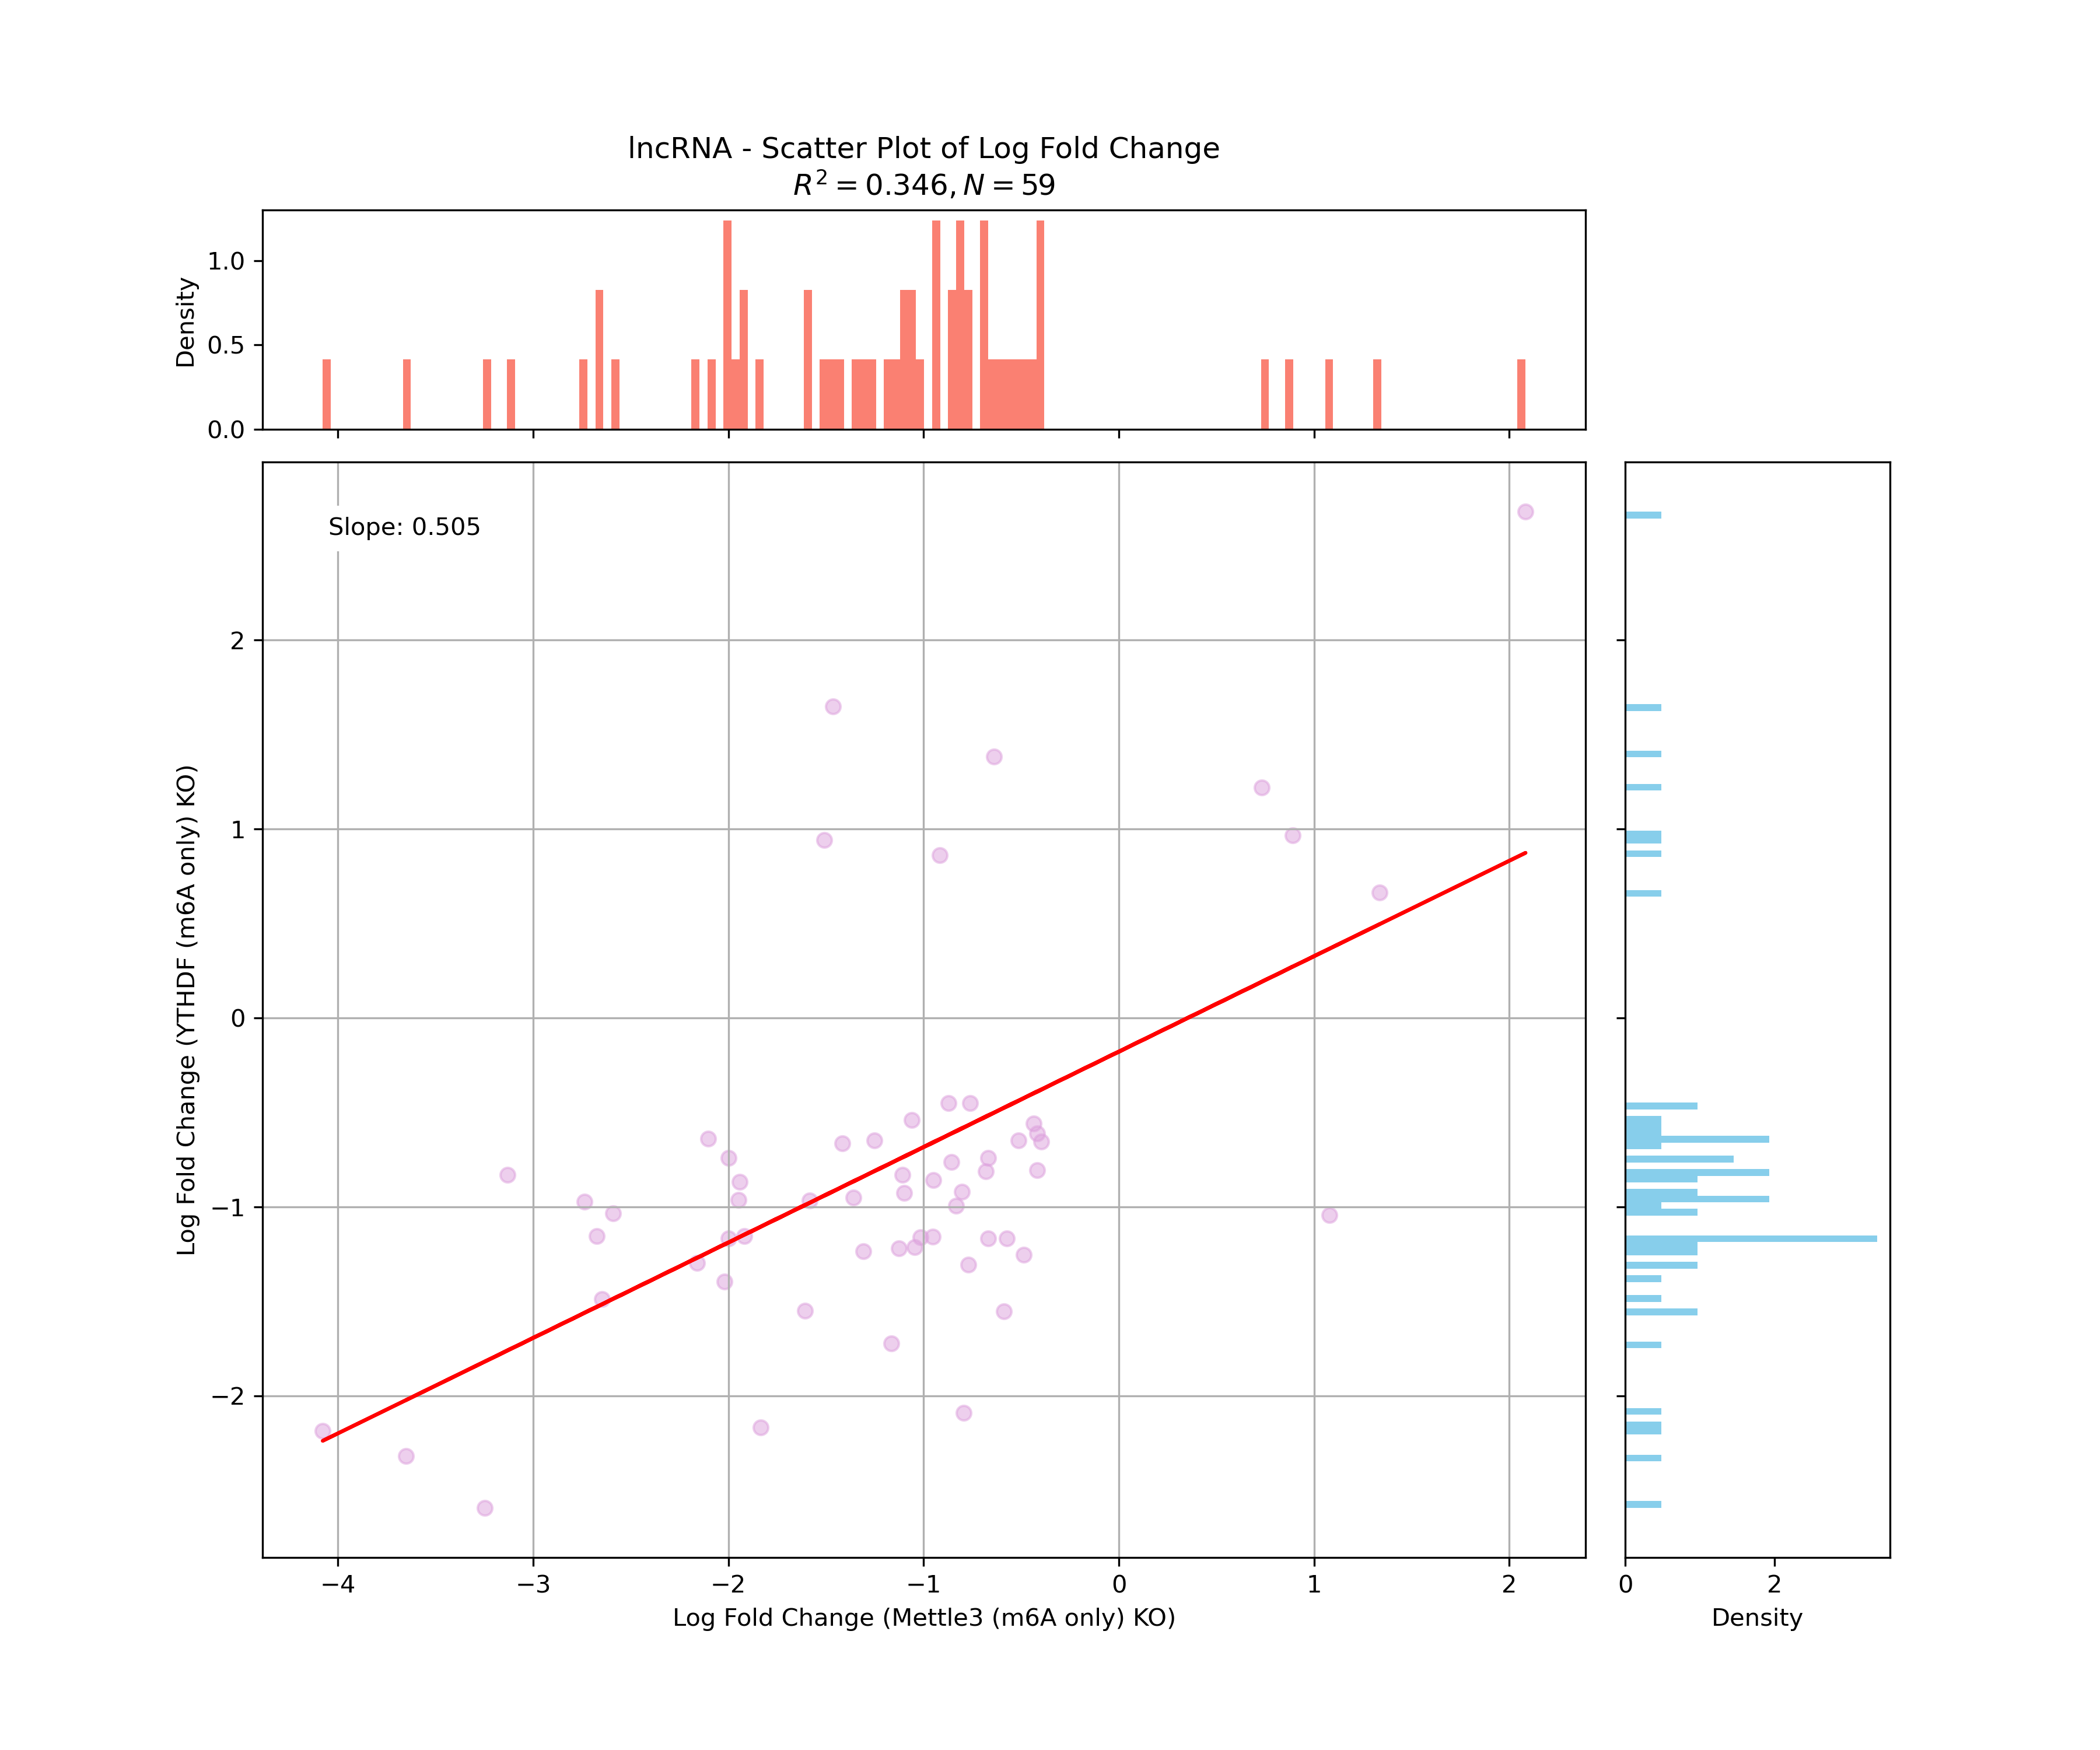 lncRNA - Scatter Plot of Log Fold Change
R² = 0.346, N = 59
Density
1.0
0.5
0.0
Slope: 0.505
Log Fold Change (YTHDF (m6A only) KO)
2
1
0
−1
−2
−4 −3 −2 −1 0 1 2
Log Fold Change (Mettle3 (m6A only) KO)
0 2
Density